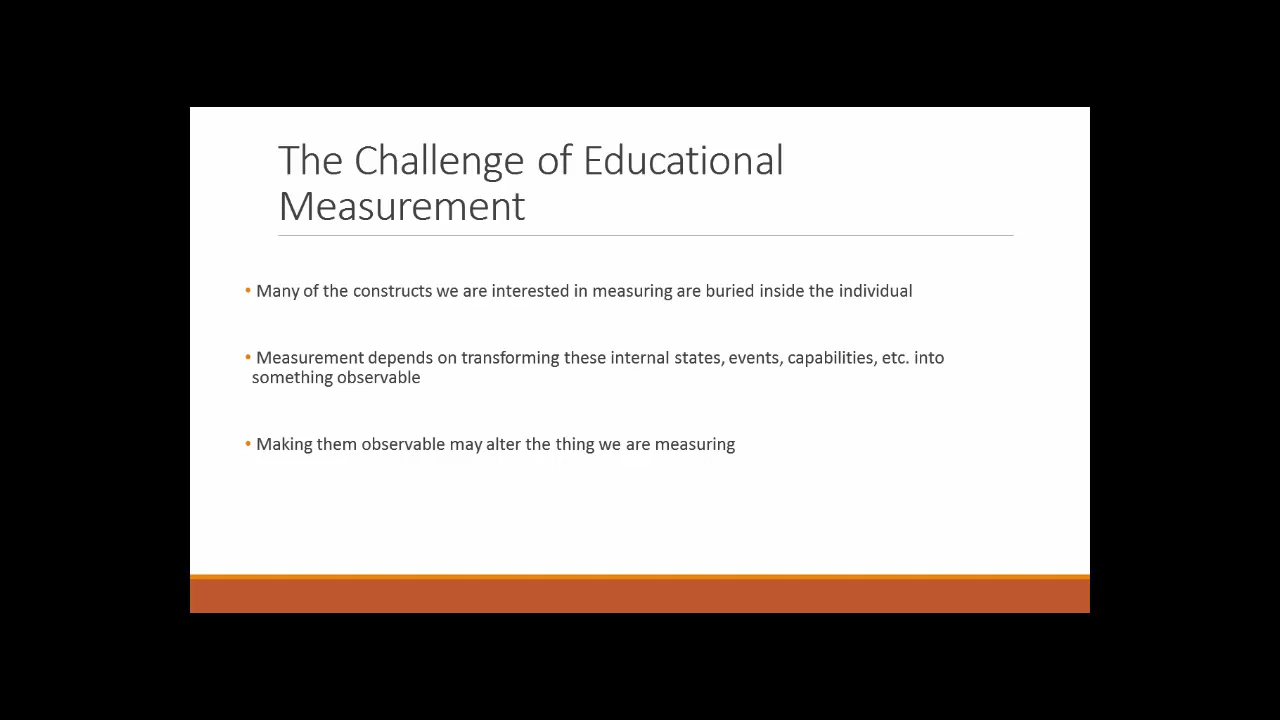 The Challenge of Educational
Measurement
• Many of the constructs we are interested in measuring are buried inside the individual
• Measurement depends on transforming these internal states, events, capabilities, etc. into
something observable
• Making them observable may alter the thing we are measuring